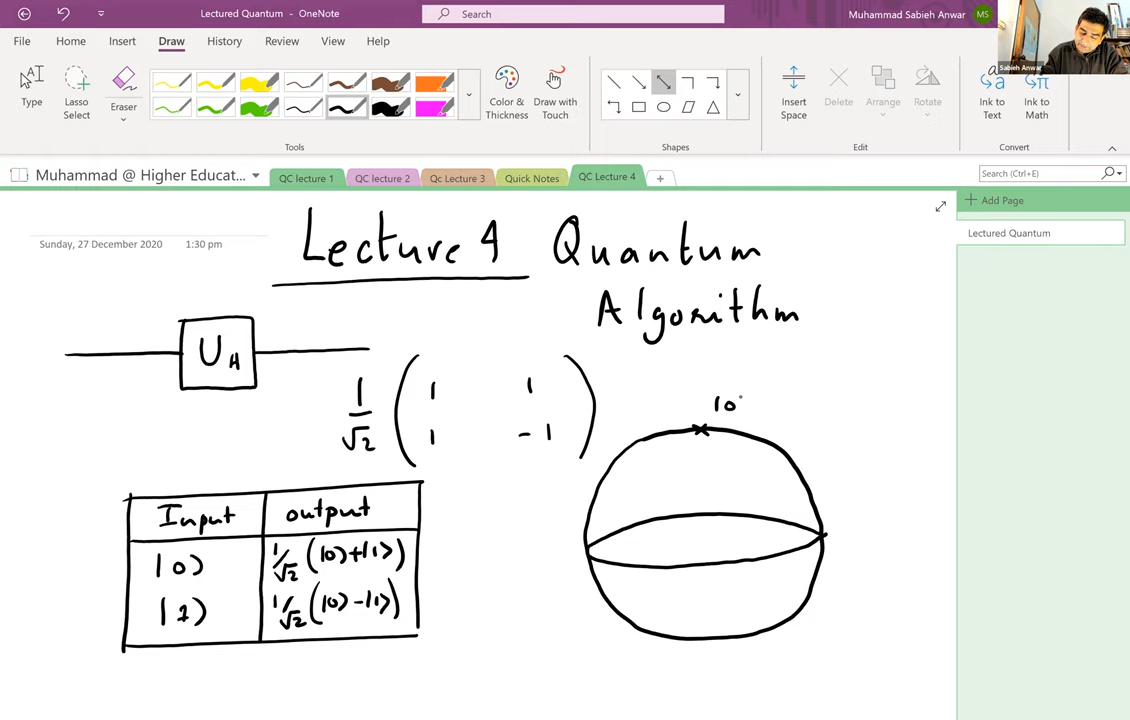 Lectured Quantum - OneNote
Search
Muhammad Sabieh Anwar
MS
File Home Insert Draw History Review View Help
Sabieh Anwar
Type
Lasso Select
Eraser
Color & Thickness
Draw with Touch
Insert Space
Delete
Arrange
Rotate
Ink to Text
Ink to Math
Tools
Shapes
Edit
Convert
Muhammad @ Higher Educat...
QC lecture 1
QC lecture 2
Qc Lecture 3
Quick Notes
QC Lecture 4
Search (Ctrl+E)
Add Page
Lectured Quantum
Sunday, 27 December 2020 1:30 pm
Lecture 4 Quantum
Algorithm
U_H
1/√2 ( 1 1
1 -1 )
|0
Input output
|0⟩ 1/√2 (|0⟩+|1⟩)
|1⟩ 1/√2 (|0⟩-|1⟩)